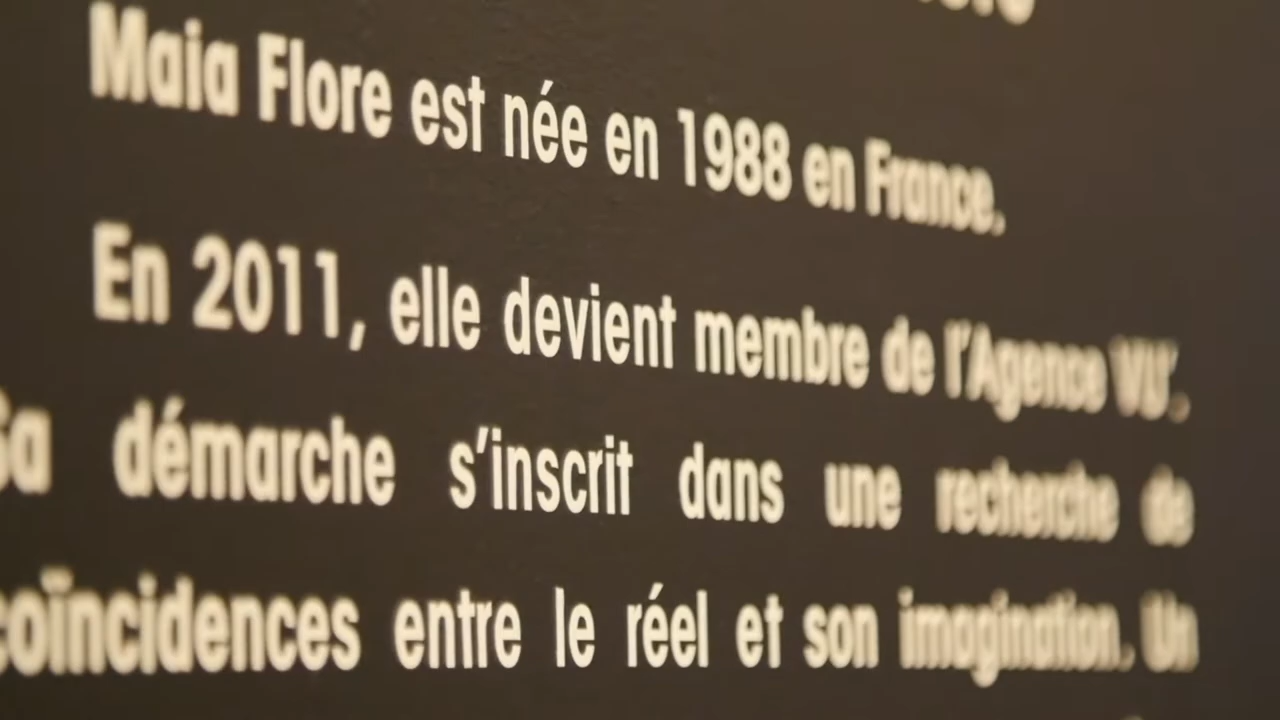 Maia Flore est née en 1988 en France.
En 2011, elle devient membre de l'Agence VU'.
Sa démarche s'inscrit dans une recherche de
coïncidences entre le réel et son imagination. Un